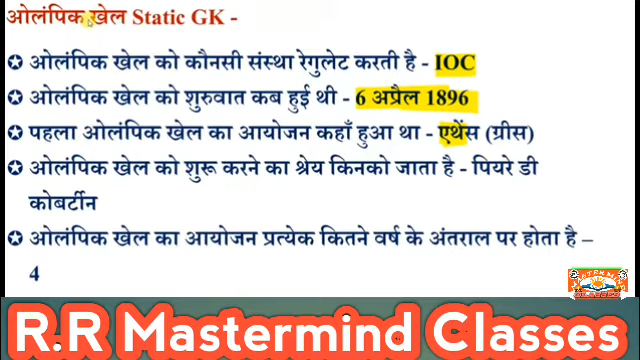 ओलंपिक खेल Static GK -
ओलंपिक खेल को कौनसी संस्था रेगुलेट करती है - IOC
ओलंपिक खेल को शुरुवात कब हुई थी - 6 अप्रैल 1896
पहला ओलंपिक खेल का आयोजन कहाँ हुआ था - एथेंस (ग्रीस)
ओलंपिक खेल को शुरू करने का श्रेय किनको जाता है - पियरे डी
कोबर्टीन
ओलंपिक खेल का आयोजन प्रत्येक कितने वर्ष के अंतराल पर होता है –
4
R.R Mastermind Classes